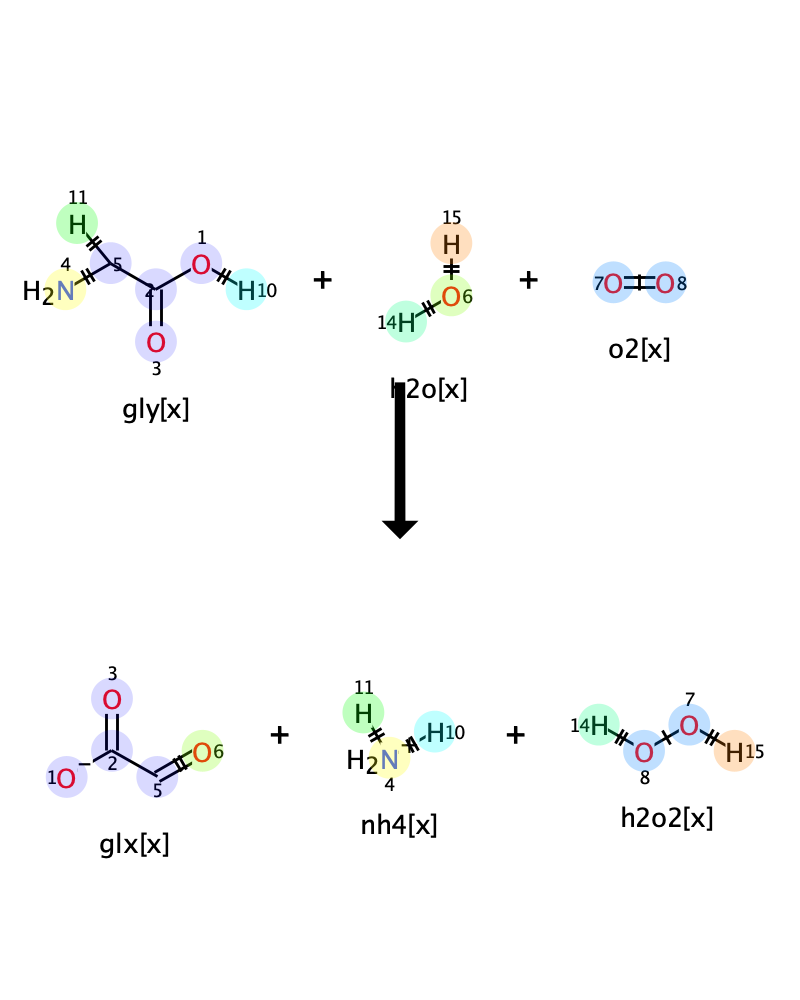 11
H
1
4
5
O
H2N
2
H10
O
3
gly[x]
+
15
H
O6
14H
h2o[x]
+
7O
O8
o2[x]
3
O
O6
1O−
2
5
glx[x]
+
11
H
H10
H2N
4
nh4[x]
+
7
14H
O
O
H15
8
h2o2[x]